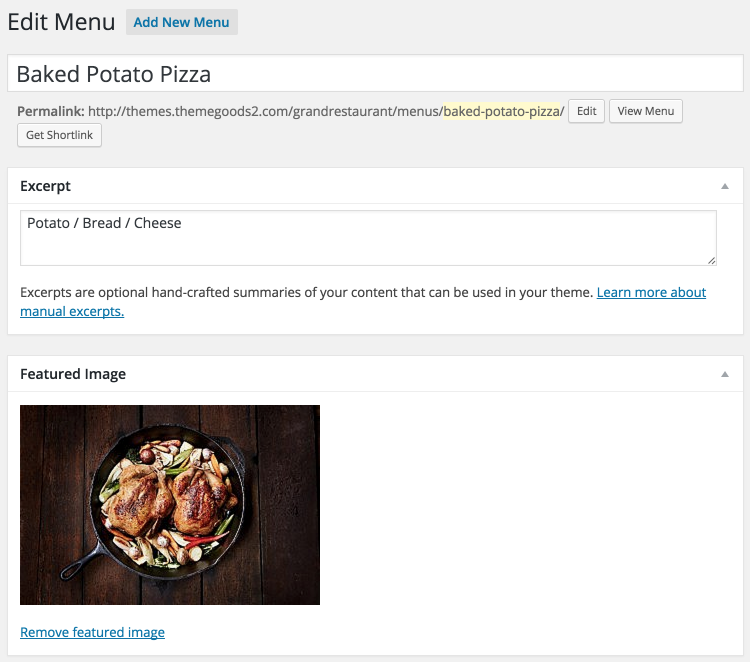 Edit Menu Add New Menu
Baked Potato Pizza
Permalink: http://themes.themegoods2.com/grandrestaurant/menus/baked-potato-pizza/ Edit View Menu
Get Shortlink
Excerpt
Potato / Bread / Cheese
Excerpts are optional hand-crafted summaries of your content that can be used in your theme. Learn more about
manual excerpts.
Featured Image
Remove featured image